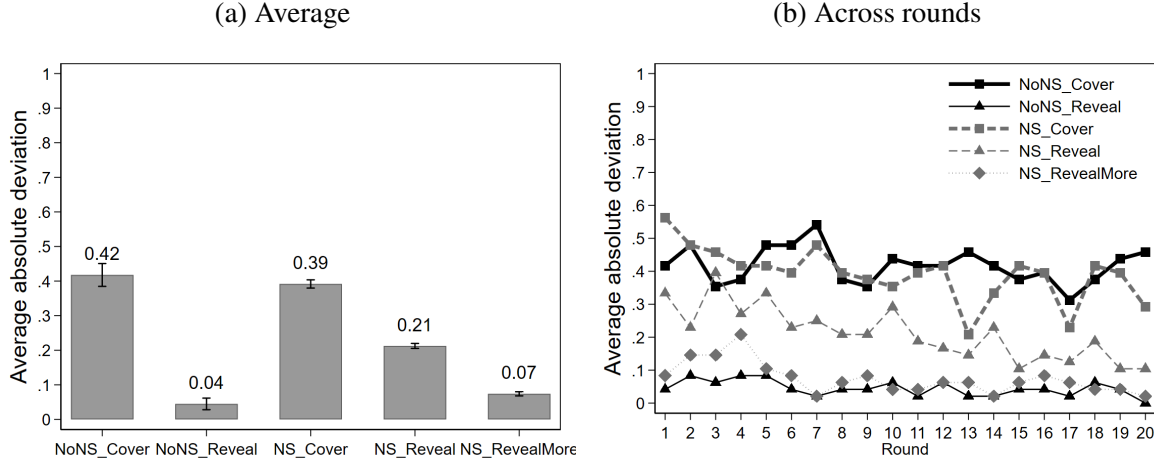 (a) Average
(b) Across rounds
Average absolute deviation
1
.9
.8
.7
.6
.5
.4
.3
.2
.1
0
0.42
0.04
0.39
0.21
0.07
NoNS_Cover NoNS_Reveal NS_Cover NS_Reveal NS_RevealMore
Average absolute deviation
1
.9
.8
.7
.6
.5
.4
.3
.2
.1
0
NoNS_Cover
NoNS_Reveal
NS_Cover
NS_Reveal
NS_RevealMore
1 2 3 4 5 6 7 8 9 10 11 12 13 14 15 16 17 18 19 20
Round